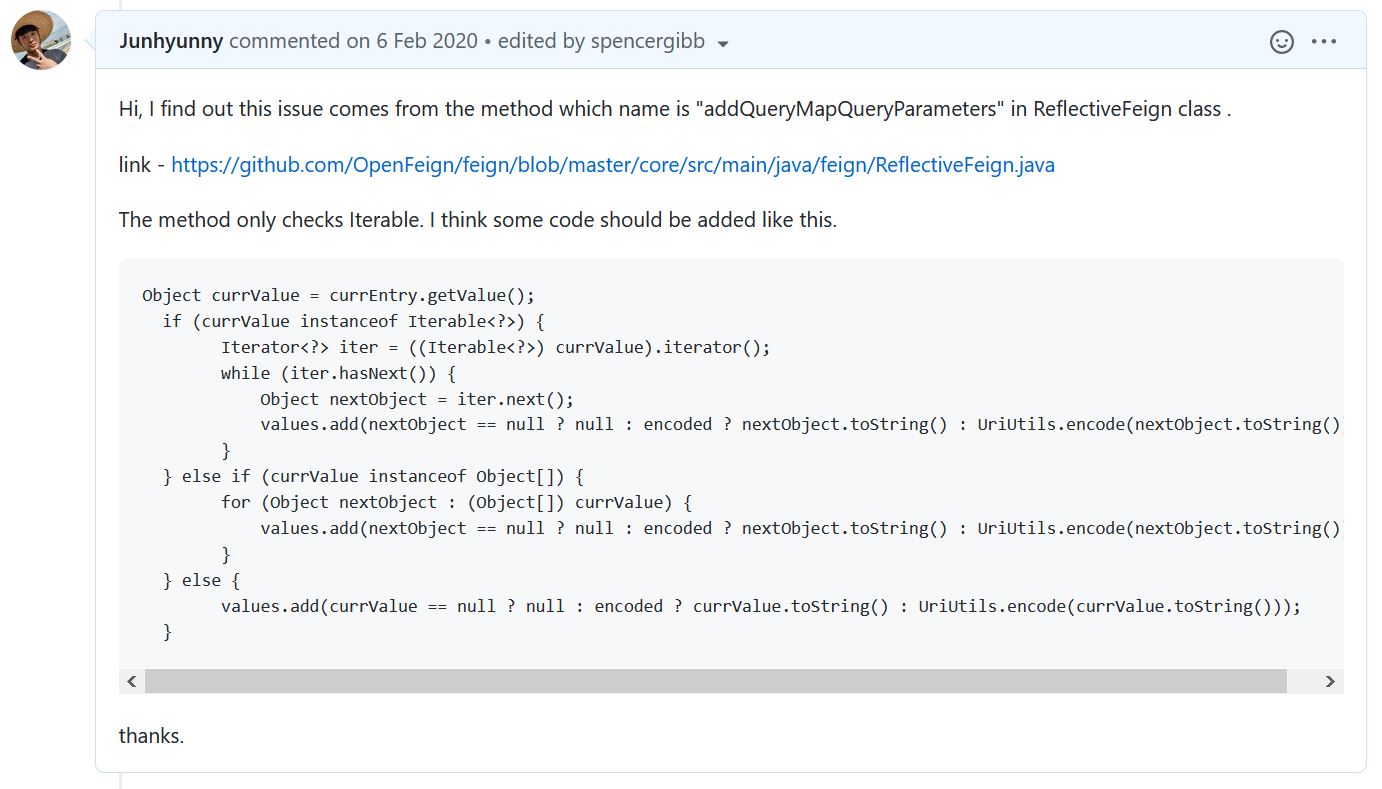 Junhyunny commented on 6 Feb 2020 • edited by spencergibb
Hi, I find out this issue comes from the method which name is "addQueryMapQueryParameters" in ReflectiveFeign class .
link - https://github.com/OpenFeign/feign/blob/master/core/src/main/java/feign/ReflectiveFeign.java
The method only checks Iterable. I think some code should be added like this.
Object currValue = currEntry.getValue();
  if (currValue instanceof Iterable<?>) {
        Iterator<?> iter = ((Iterable<?>) currValue).iterator();
        while (iter.hasNext()) {
            Object nextObject = iter.next();
            values.add(nextObject == null ? null : encoded ? nextObject.toString() : UriUtils.encode(nextObject.toString()
        }
  } else if (currValue instanceof Object[]) {
        for (Object nextObject : (Object[]) currValue) {
            values.add(nextObject == null ? null : encoded ? nextObject.toString() : UriUtils.encode(nextObject.toString()
        }
  } else {
        values.add(currValue == null ? null : encoded ? currValue.toString() : UriUtils.encode(currValue.toString()));
  }
thanks.